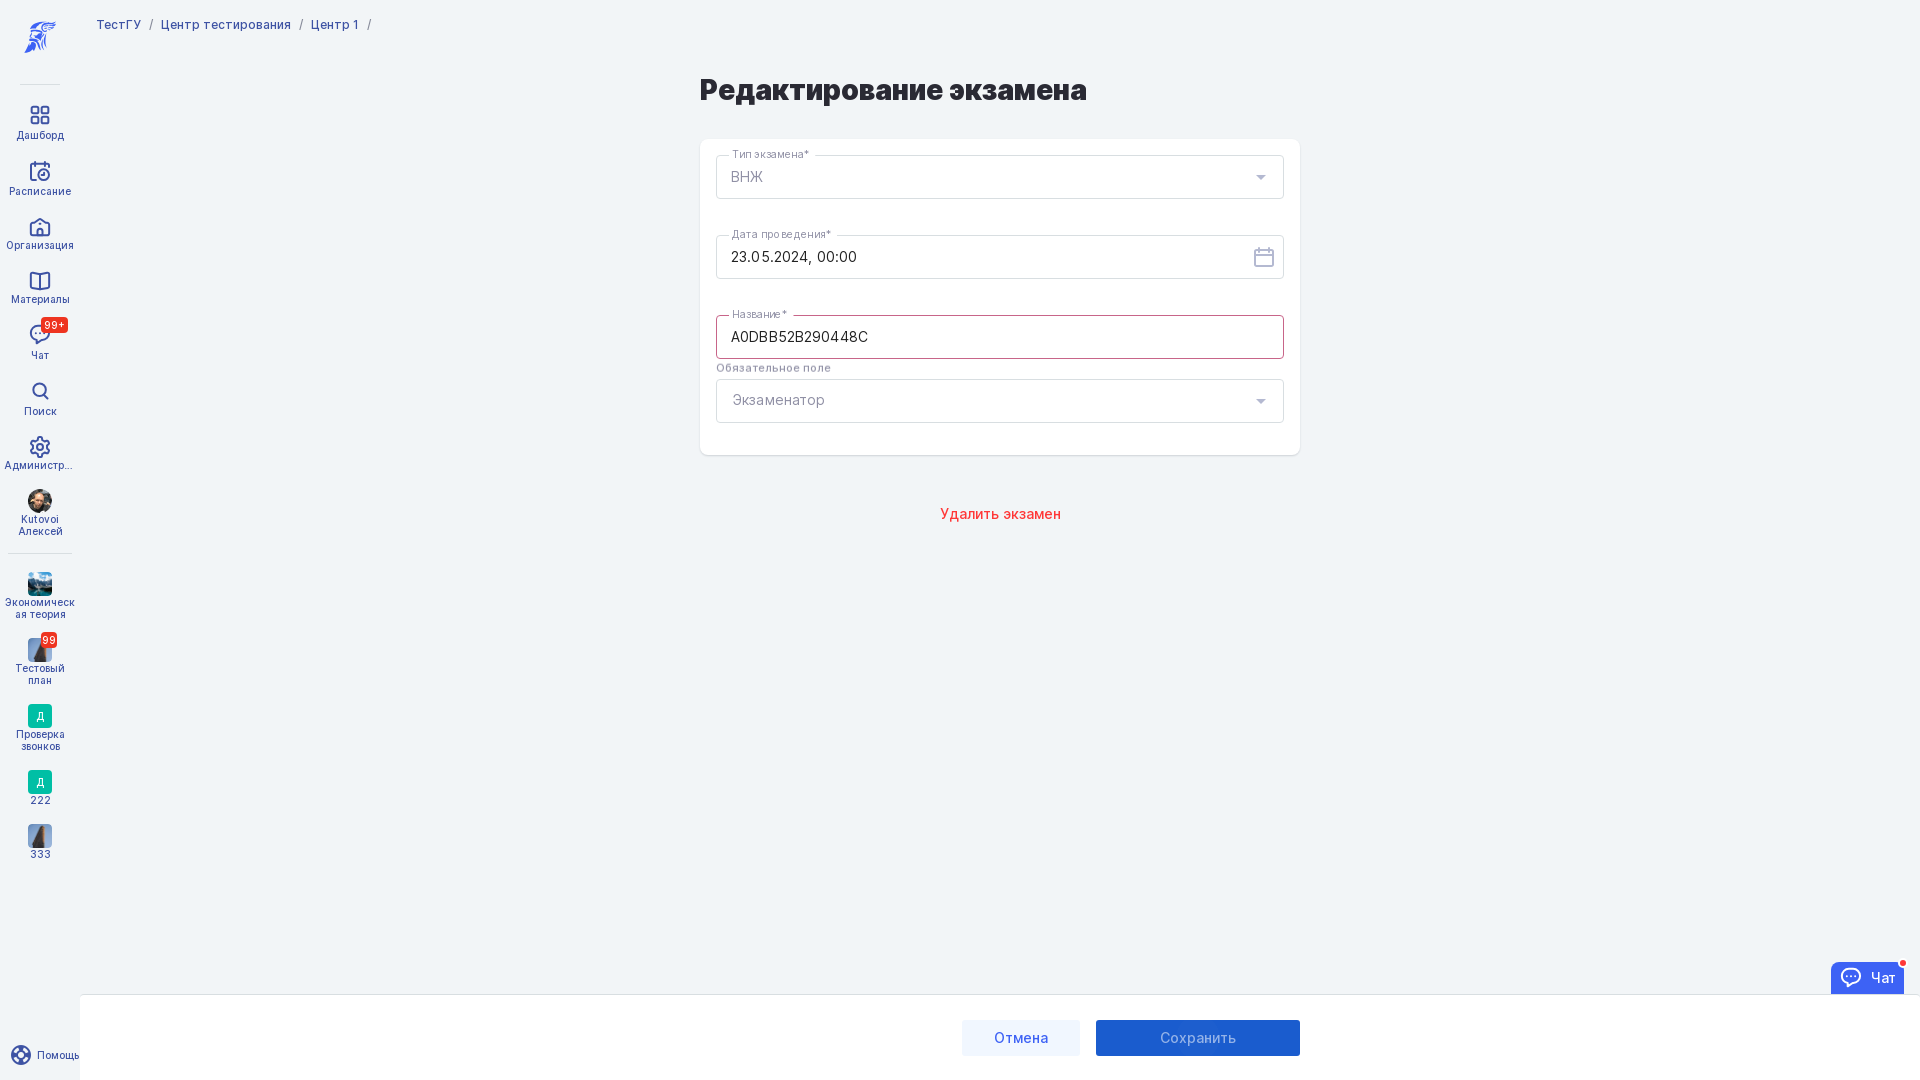 ТестГУ / Центр тестирования / Центр 1 /
Редактирование экзамена
Тип экзамена*
ВНЖ
Дата проведения*
23.05.2024, 00:00
Название*
A0DBB52B290448C
Обязательное поле
Экзаменатор
Удалить экзамен
Дашборд
Расписание
Организация
Материалы
99+
Чат
Поиск
Администр...
Kutovoi
Алексей
Экономическ
ая теория
99
Тестовый
план
Д
Проверка
звонков
Д
222
333
Помощь
Чат
Отмена
Сохранить